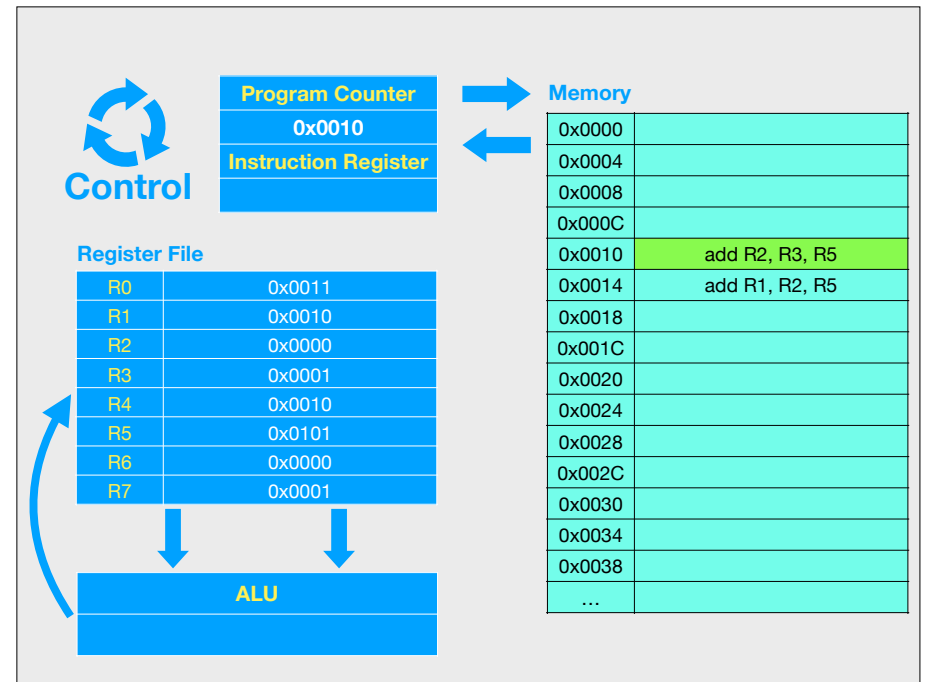 Program Counter
0x0010
Instruction Register
Control
Register File
R0 0x0011
R1 0x0010
R2 0x0000
R3 0x0001
R4 0x0010
R5 0x0101
R6 0x0000
R7 0x0001
ALU
Memory
0x0000
0x0004
0x0008
0x000C
0x0010 add R2, R3, R5
0x0014 add R1, R2, R5
0x0018
0x001C
0x0020
0x0024
0x0028
0x002C
0x0030
0x0034
0x0038
…